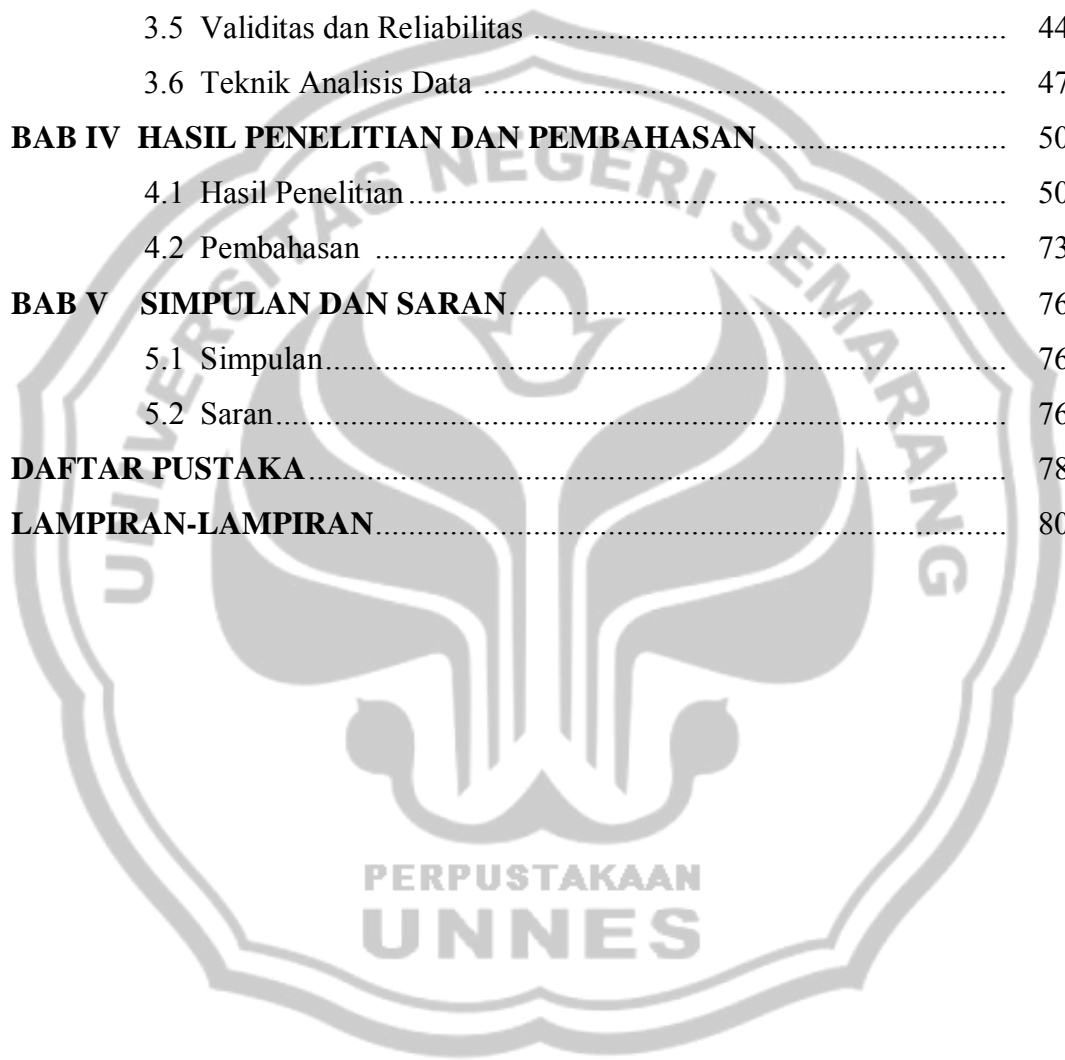 3.5 Validitas dan Reliabilitas ........................................................... 44
3.6 Teknik Analisis Data ................................................................. 47
BAB IV HASIL PENELITIAN DAN PEMBAHASAN ............................... 50
4.1 Hasil Penelitian .......................................................................... 50
4.2 Pembahasan .............................................................................. 73
BAB V SIMPULAN DAN SARAN .............................................................. 76
5.1 Simpulan ..................................................................................... 76
5.2 Saran ........................................................................................... 76
DAFTAR PUSTAKA ...................................................................................... 78
LAMPIRAN-LAMPIRAN .............................................................................. 80
UNIVERSITAS NEGERI SEMARANG
PERPUSTAKAAN
UNNES